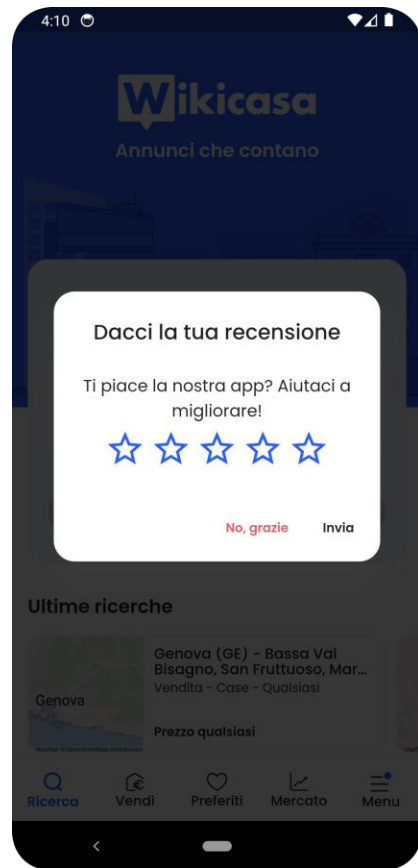 4:10
Wikicasa
Annunci che contano
Dacci la tua recensione
Ti piace la nostra app? Aiutaci a
migliorare!
No, grazie
Invia
Ultime ricerche
Genova
Genova (GE) - Bassa Val
Bisagno, San Fruttuoso, Mar...
Vendita - Case - Qualsiasi
Prezzo qualsiasi
Ricerca
Vendi
Preferiti
Mercato
Menu